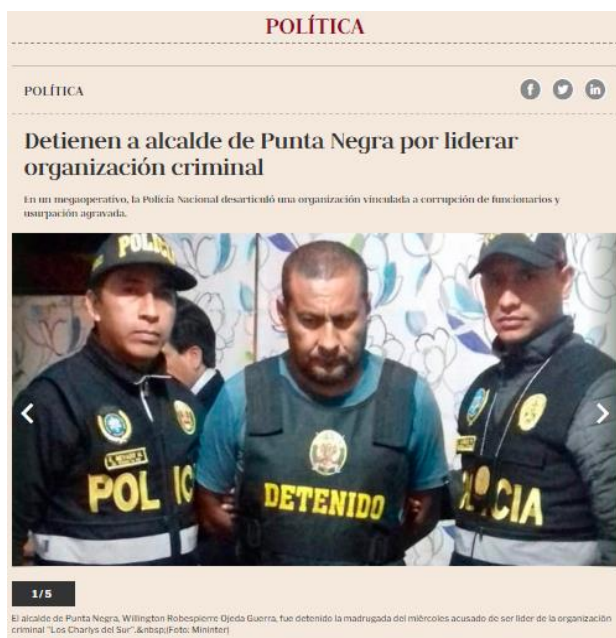 POLÍTICA
POLÍTICA
Detienen a alcalde de Punta Negra por liderar
organización criminal
En un megaoperativo, la Policía Nacional desarticuló una organización vinculada a corrupción de funcionarios y
usurpación agravada.
POLICIA
POLICIA
DETENIDO
POLICIA
1/5
El alcalde de Punta Negra, Willington Robespierre Ojeda Guerra, fue detenido la madrugada del miércoles acusado de ser líder de la organización
criminal "Los Charlys del Sur".&nbsp;(Foto: Mininter)